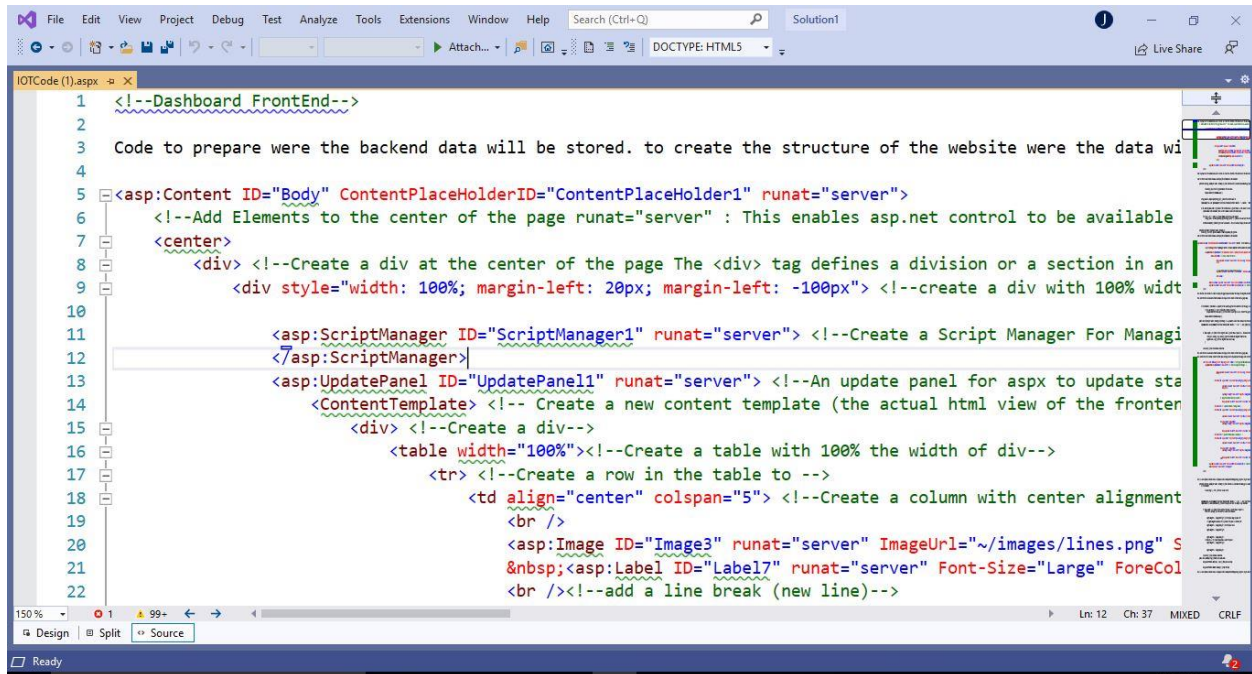 File Edit View Project Debug Test Analyze Tools Extensions Window Help Search (Ctrl+Q) Solution1 J
Attach... DOCTYPE: HTML5 Live Share
IOTCode (1).aspx
1 <!--Dashboard FrontEnd-->
2
3 Code to prepare were the backend data will be stored. to create the structure of the website were the data wi
4
5 <asp:Content ID="Body" ContentPlaceHolderID="ContentPlaceHolder1" runat="server">
6 <!--Add Elements to the center of the page runat="server" : This enables asp.net control to be available
7 <center>
8 <div> <!--Create a div at the center of the page The <div> tag defines a division or a section in an
9 <div style="width: 100%; margin-left: 20px; margin-left: -100px"> <!--create a div with 100% widt
10
11 <asp:ScriptManager ID="ScriptManager1" runat="server"> <!--Create a Script Manager For Managi
12 </asp:ScriptManager>
13 <asp:UpdatePanel ID="UpdatePanel1" runat="server"> <!--An update panel for aspx to update sta
14 <ContentTemplate> <!-- Create a new content template (the actual html view of the fronten
15 <div> <!--Create a div-->
16 <table width="100%"><!--Create a table with 100% the width of div-->
17 <tr> <!--Create a row in the table to -->
18 <td align="center" colspan="5"> <!--Create a column with center alignment
19 <br />
20 <asp:Image ID="Image3" runat="server" ImageUrl="~/images/lines.png" S
21 &nbsp;<asp:Label ID="Label7" runat="server" Font-Size="Large" ForeCol
22 <br /><!--add a line break (new line)-->
150 % 1 99+ Ln: 12 Ch: 37 MIXED CRLF
Design Split Source
Ready 2